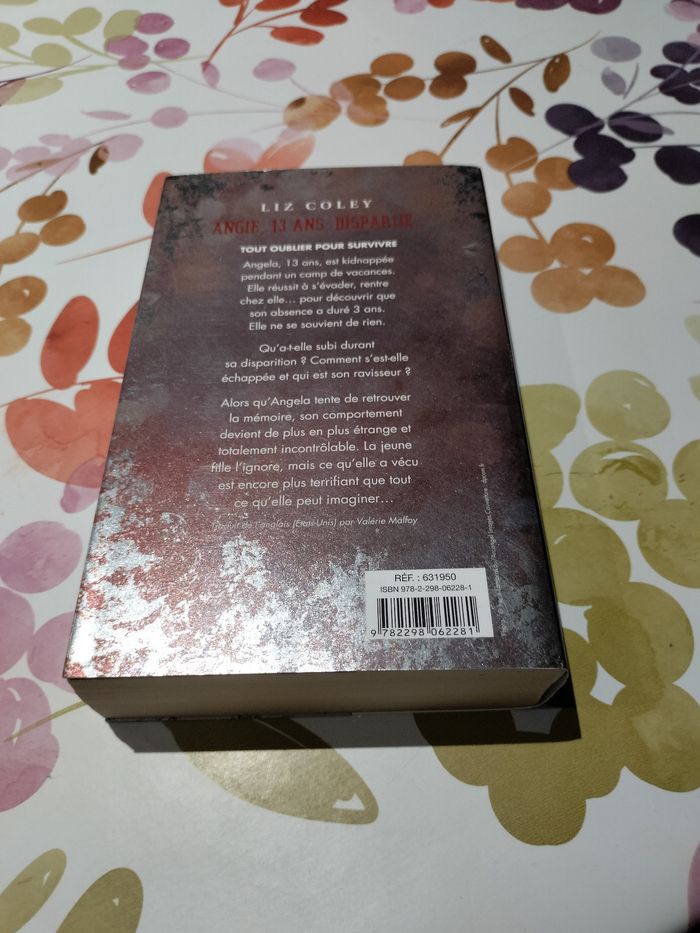 LIZ COLEY
ANGIE, 13 ANS, DISPARUE
TOUT OUBLIER POUR SURVIVRE
Angela, 13 ans, est kidnappée
pendant un camp de vacances.
Elle réussit à s'évader, rentre
chez elle... pour découvrir que
son absence a duré 3 ans.
Elle ne se souvient de rien.
Qu'a-t-elle subi durant
sa disparition ? Comment s'est-elle
échappée et qui est son ravisseur ?
Alors qu'Angela tente de retrouver
la mémoire, son comportement
devient de plus en plus étrange et
totalement incontrôlable. La jeune
fille l'ignore, mais ce qu'elle a vécu
est encore plus terrifiant que tout
ce qu'elle peut imaginer...
Traduit de l'anglais (États-Unis) par Valérie Malfoy
RÉF. : 631950
ISBN 978-2-298-06228-1
9 782298 062281